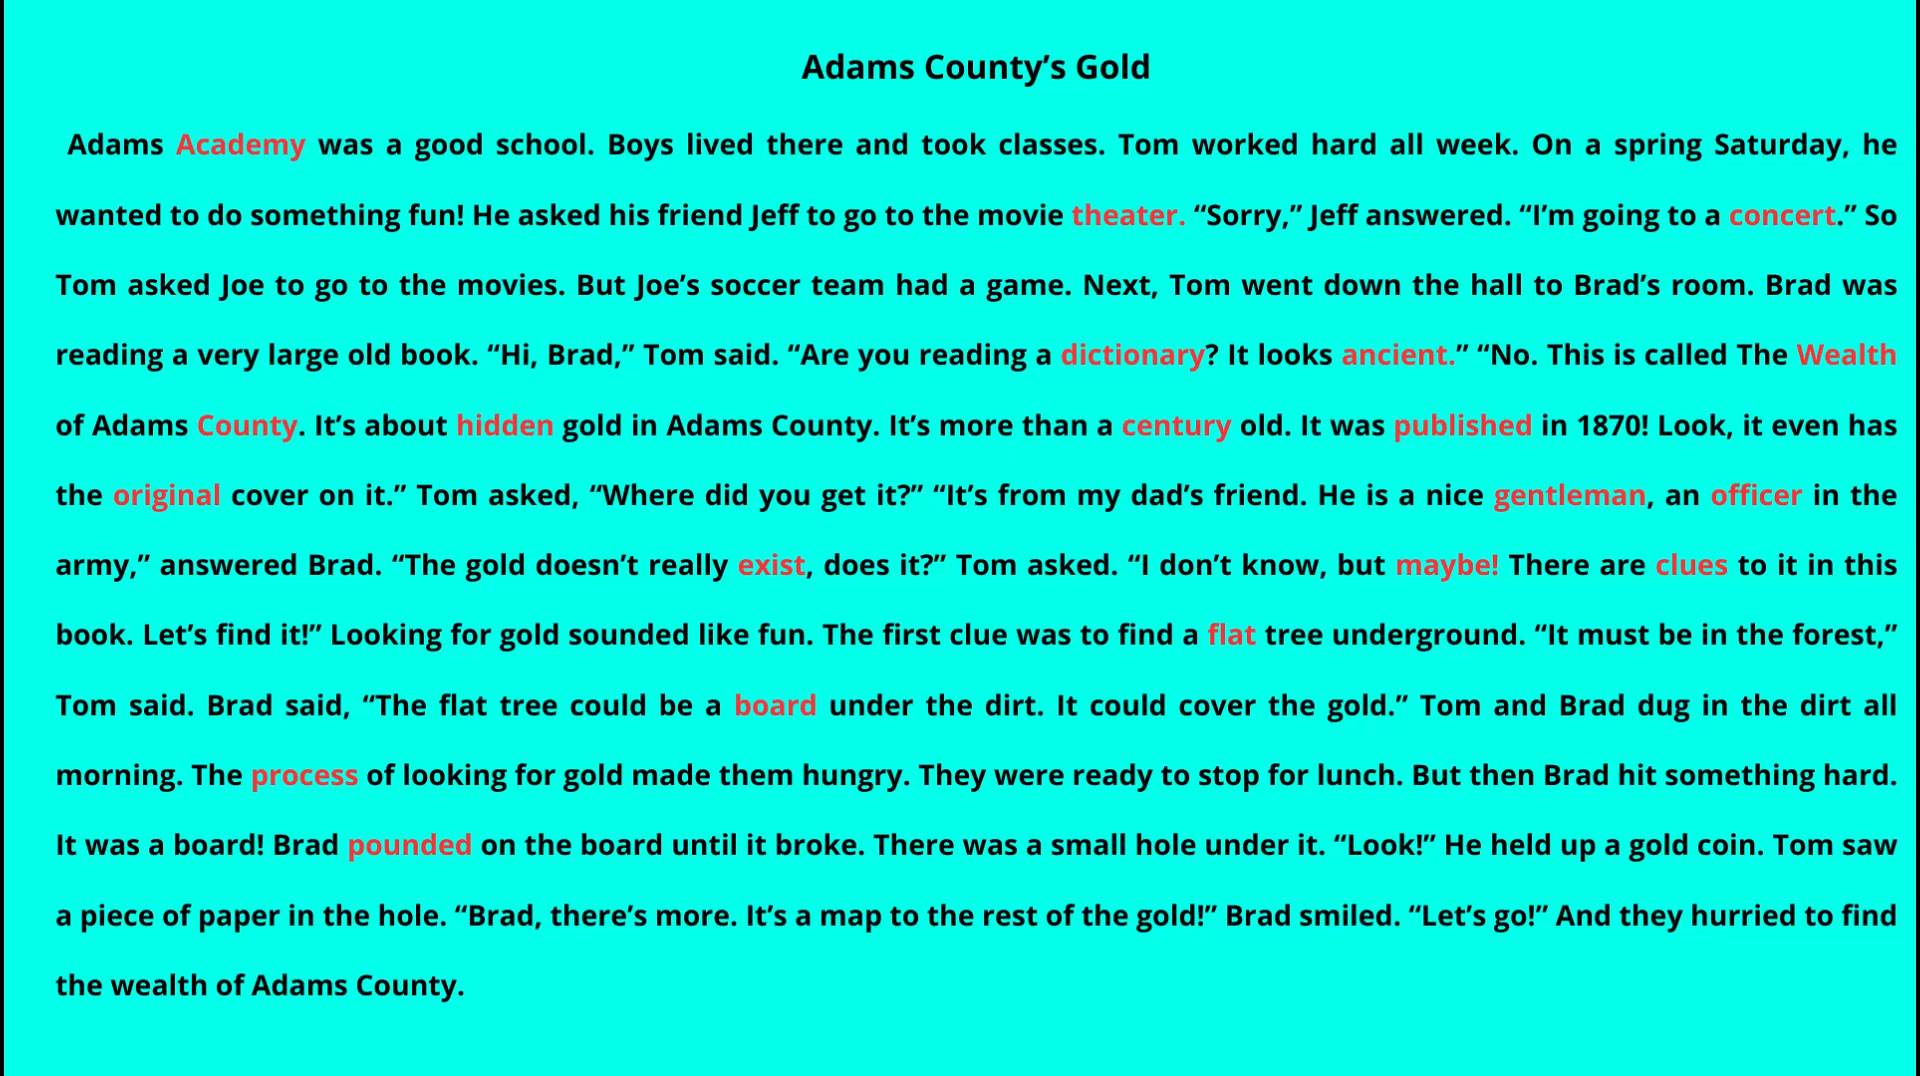 Adams County’s Gold
Adams Academy was a good school. Boys lived there and took classes. Tom worked hard all week. On a spring Saturday, he
wanted to do something fun! He asked his friend Jeff to go to the movie theater. “Sorry,” Jeff answered. “I’m going to a concert.” So
Tom asked Joe to go to the movies. But Joe’s soccer team had a game. Next, Tom went down the hall to Brad’s room. Brad was
reading a very large old book. “Hi, Brad,” Tom said. “Are you reading a dictionary? It looks ancient.” “No. This is called The Wealth
of Adams County. It’s about hidden gold in Adams County. It’s more than a century old. It was published in 1870! Look, it even has
the original cover on it.” Tom asked, “Where did you get it?” “It’s from my dad’s friend. He is a nice gentleman, an officer in the
army,” answered Brad. “The gold doesn’t really exist, does it?” Tom asked. “I don’t know, but maybe! There are clues to it in this
book. Let’s find it!” Looking for gold sounded like fun. The first clue was to find a flat tree underground. “It must be in the forest,”
Tom said. Brad said, “The flat tree could be a board under the dirt. It could cover the gold.” Tom and Brad dug in the dirt all
morning. The process of looking for gold made them hungry. They were ready to stop for lunch. But then Brad hit something hard.
It was a board! Brad pounded on the board until it broke. There was a small hole under it. “Look!” He held up a gold coin. Tom saw
a piece of paper in the hole. “Brad, there’s more. It’s a map to the rest of the gold!” Brad smiled. “Let’s go!” And they hurried to find
the wealth of Adams County.